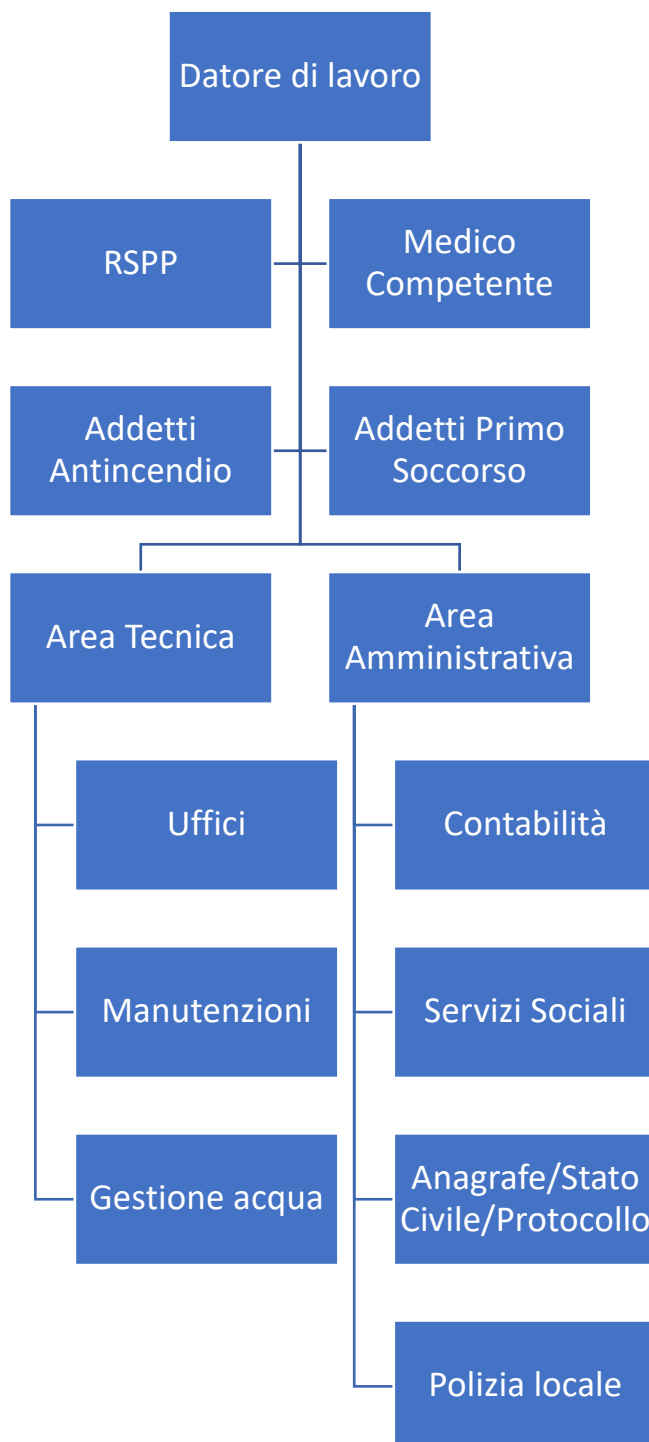 Datore di lavoro
RSPP
Medico
Competente
Addetti
Antincendio
Addetti Primo
Soccorso
Area Tecnica
Area
Amministrativa
Uffici
Contabilità
Manutenzioni
Servizi Sociali
Gestione acqua
Anagrafe/Stato
Civile/Protocollo
Polizia locale